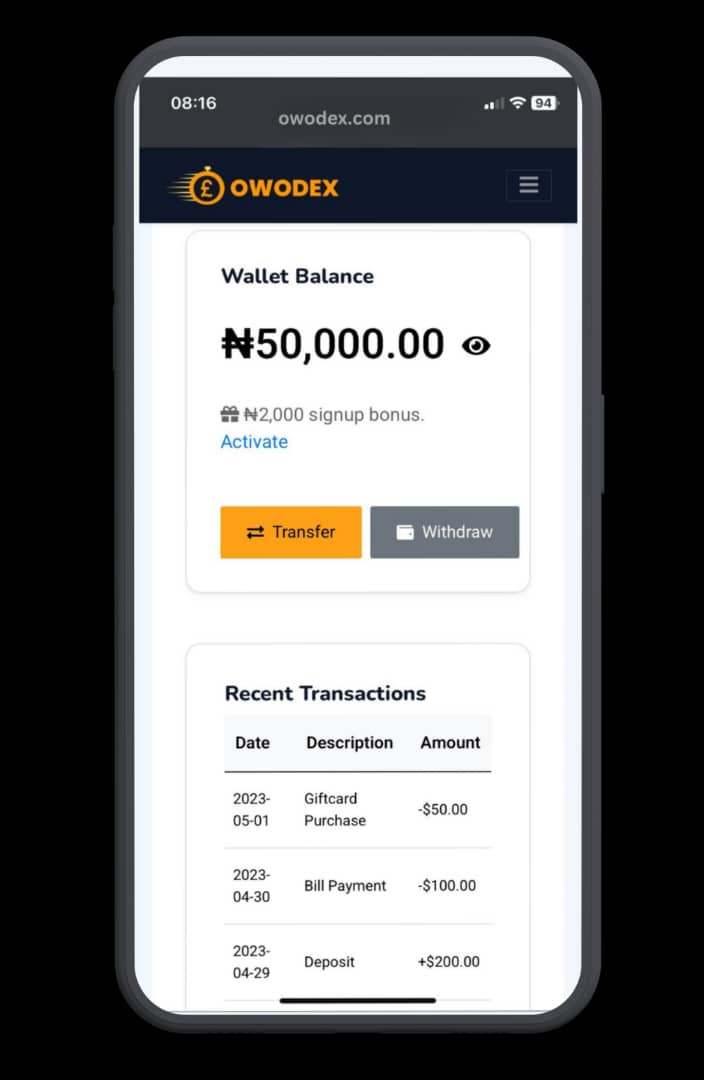 08:16
94
owodex.com
£ OWODEX
Wallet Balance
₦50,000.00
₦2,000 signup bonus.
Activate
Transfer Withdraw
Recent Transactions
Date Description Amount
2023-
05-01
Giftcard
Purchase
-$50.00
2023-
04-30
Bill Payment
-$100.00
2023-
04-29
Deposit
+$200.00